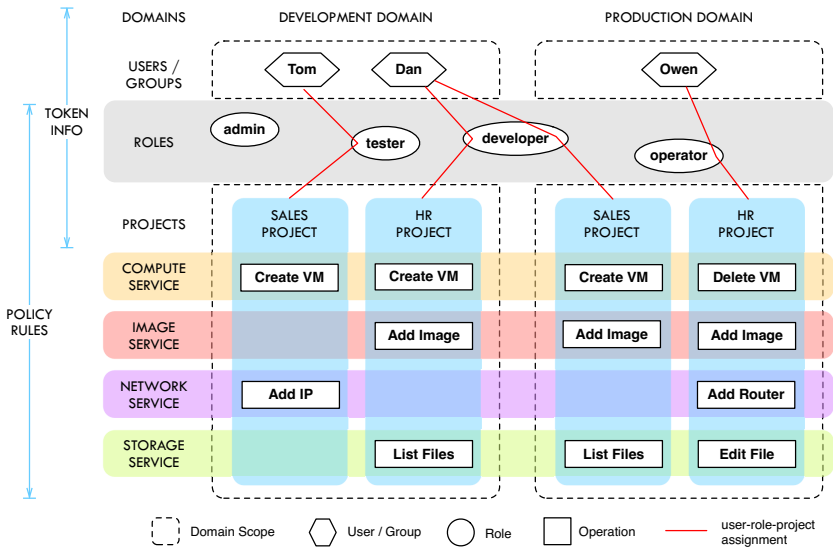 DOMAINS
DEVELOPMENT DOMAIN
PRODUCTION DOMAIN
USERS /
GROUPS
Tom
Dan
Owen
TOKEN
INFO
ROLES
admin
tester
developer
operator
PROJECTS
SALES
PROJECT
HR
PROJECT
SALES
PROJECT
HR
PROJECT
POLICY
RULES
COMPUTE
SERVICE
Create VM
Create VM
Create VM
Delete VM
IMAGE
SERVICE
Add Image
Add Image
Add Image
NETWORK
SERVICE
Add IP
Add Router
STORAGE
SERVICE
List Files
List Files
Edit File
Domain Scope
User / Group
Role
Operation
user-role-project
assignment